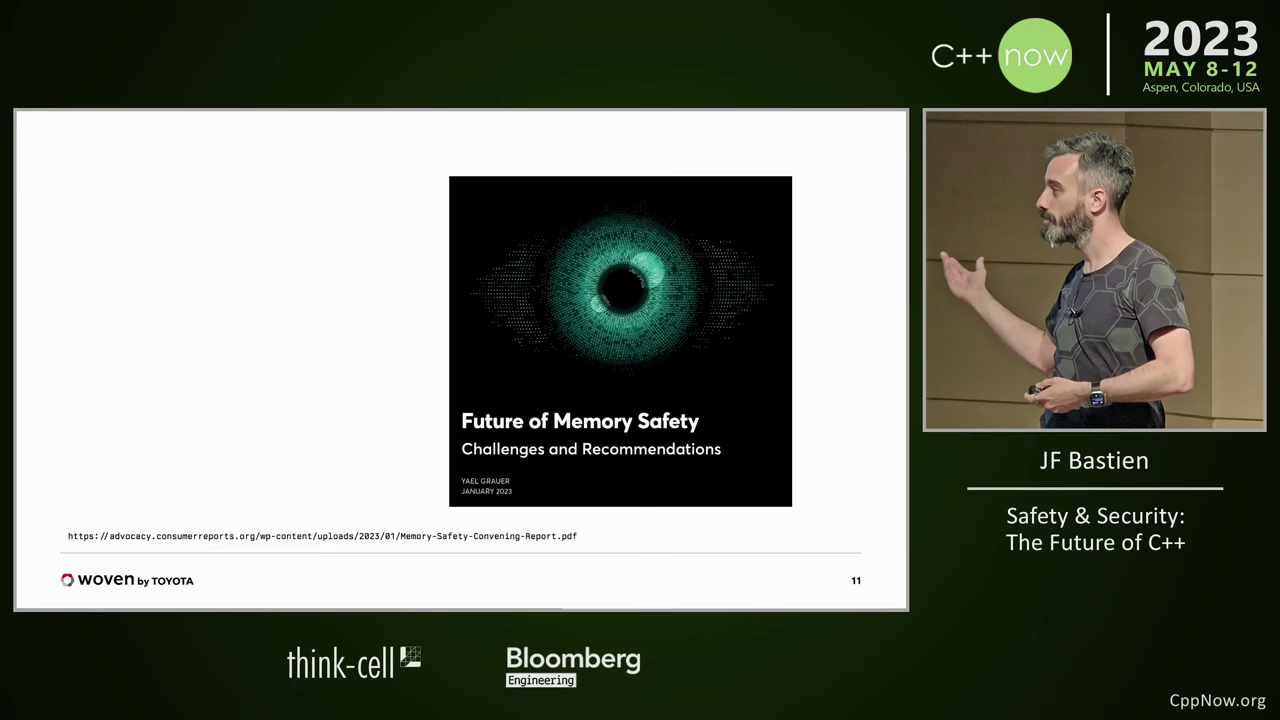 C++ now
2023
MAY 8-12
Aspen, Colorado, USA
Future of Memory Safety
Challenges and Recommendations
YAEL GRAUER
JANUARY 2023
https://advocacy.consumerreports.org/wp-content/uploads/2023/01/Memory-Safety-Convening-Report.pdf
woven by TOYOTA
11
JF Bastien
Safety & Security:
The Future of C++
think-cell
Bloomberg
Engineering
CppNow.org